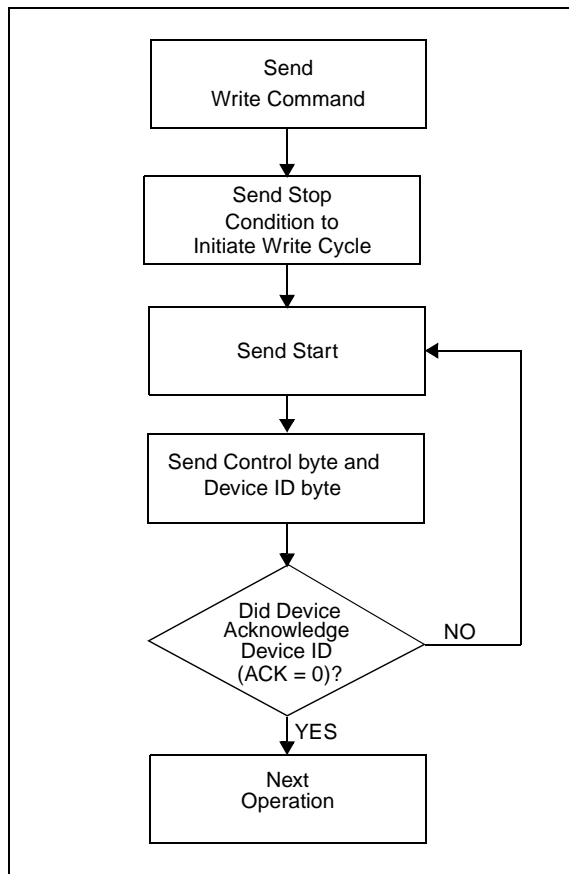 Send
Write Command
Send Stop
Condition to
Initiate Write Cycle
Send Start
Send Control byte and
Device ID byte
Did Device
Acknowledge
Device ID
(ACK = 0)?
NO
YES
Next
Operation